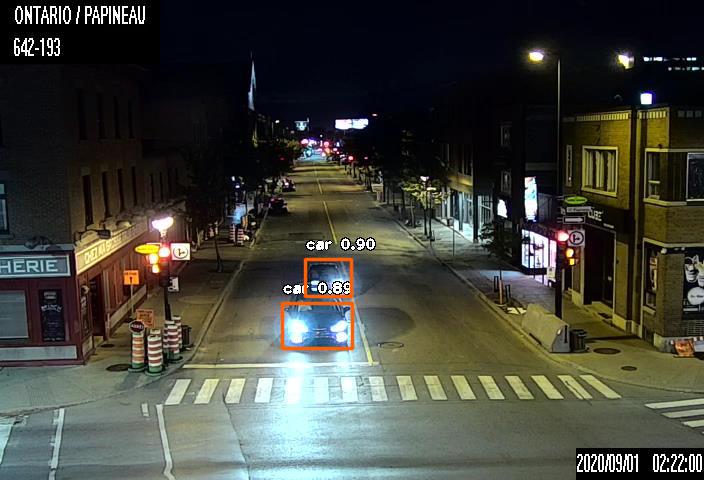 ONTARIO / PAPINEAU
642-193
car 0.90
car 0.89
HERIE
2020/09/01 02:22:00